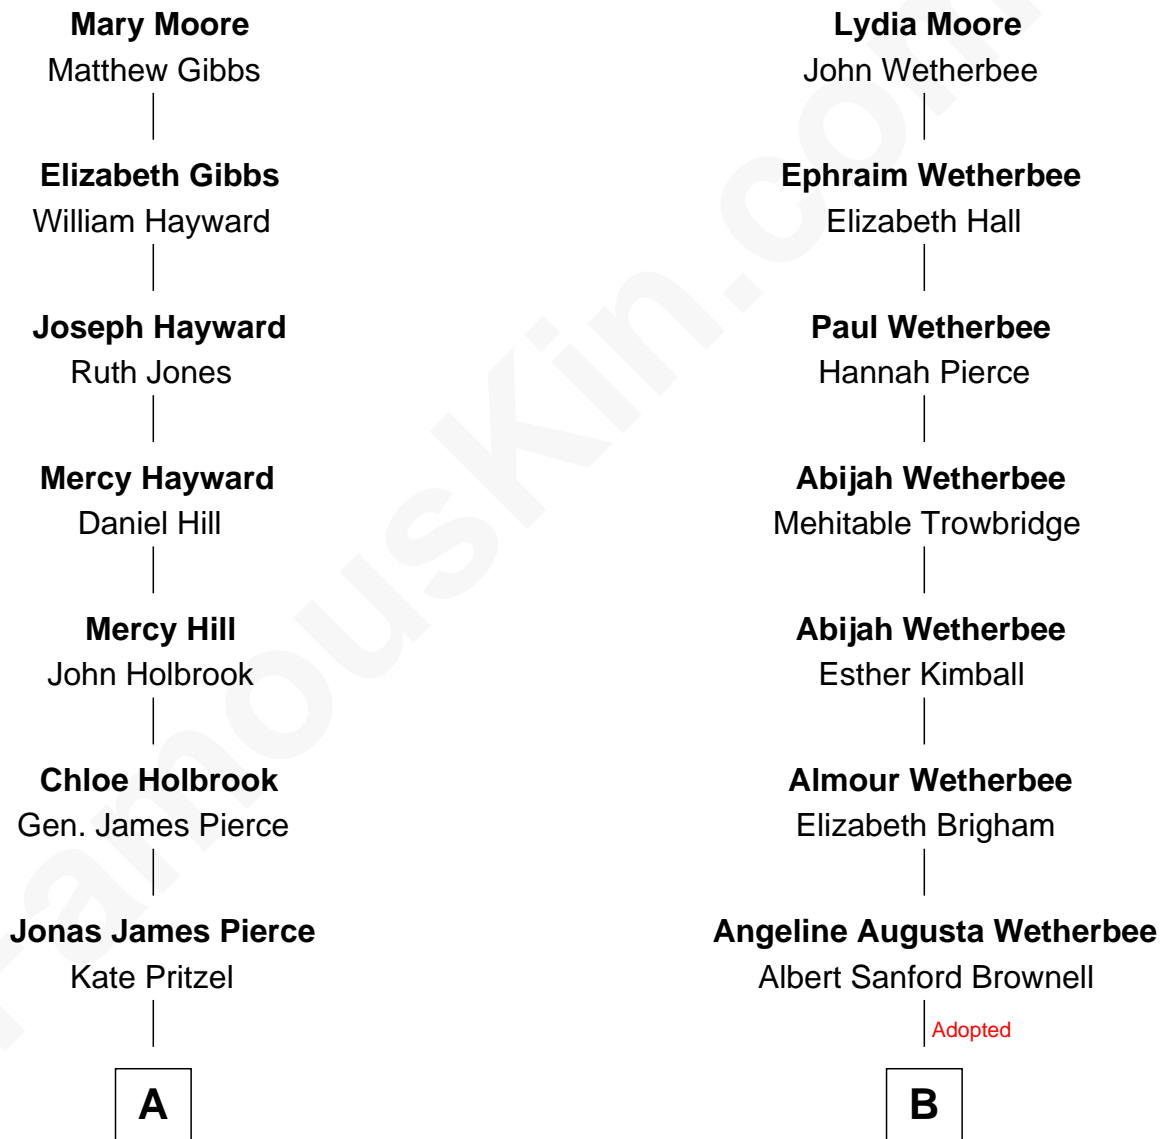 Mary Moore
Matthew Gibbs
Elizabeth Gibbs
William Hayward
Joseph Hayward
Ruth Jones
Mercy Hayward
Daniel Hill
Mercy Hill
John Holbrook
Chloe Holbrook
Gen. James Pierce
Jonas James Pierce
Kate Pritzel
A
Lydia Moore
John Wetherbee
Ephraim Wetherbee
Elizabeth Hall
Paul Wetherbee
Hannah Pierce
Abijah Wetherbee
Mehitable Trowbridge
Abijah Wetherbee
Esther Kimball
Almour Wetherbee
Elizabeth Brigham
Angeline Augusta Wetherbee
Albert Sanford Brownell
Adopted
B
FamousKin.com